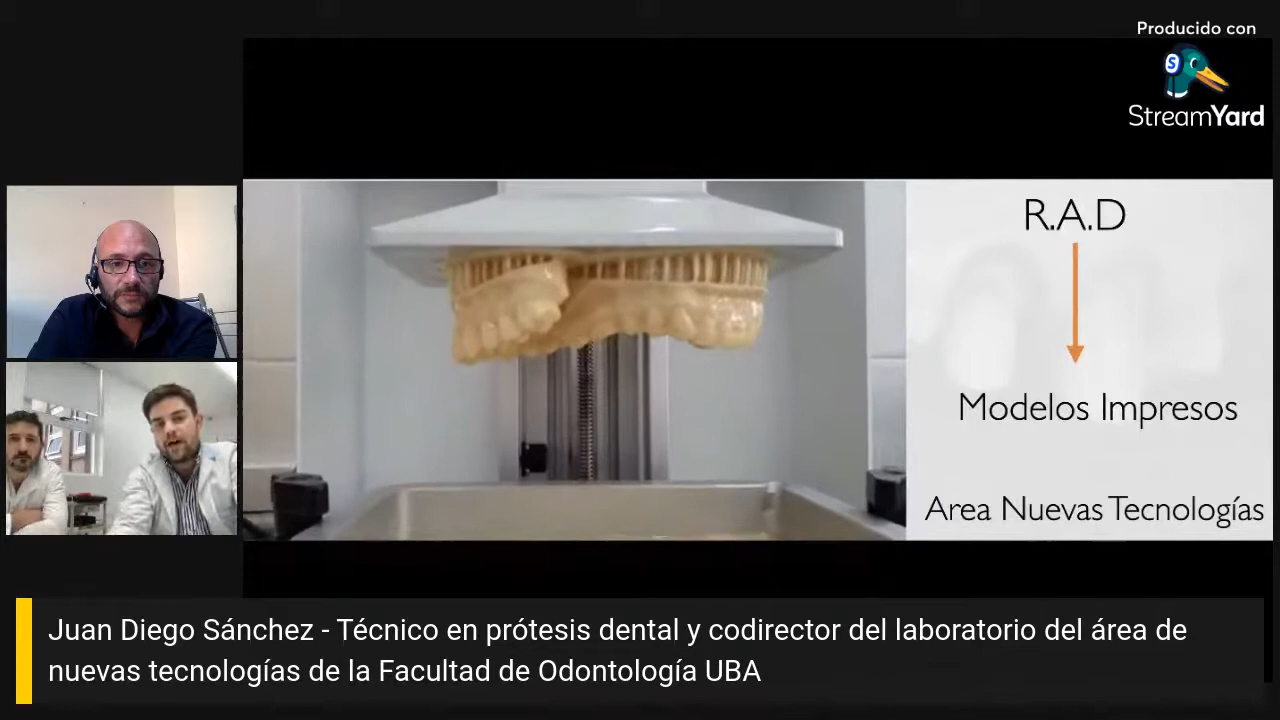 Producido con
S
StreamYard
R.A.D
Modelos Impresos
Area Nuevas Tecnologías
Juan Diego Sánchez - Técnico en prótesis dental y codirector del laboratorio del área de
nuevas tecnologías de la Facultad de Odontología UBA